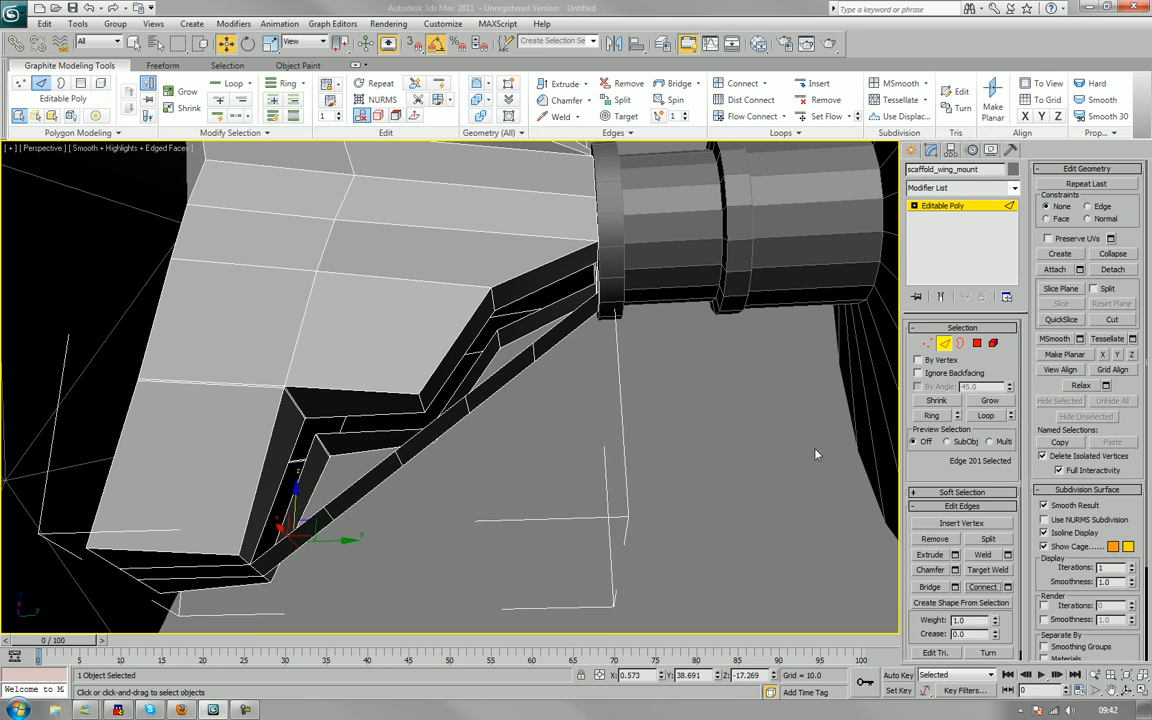 Autodesk 3ds Max 2011 - Unregistered Version   Untitled
Type a keyword or phrase
Edit Tools Group Views Create Modifiers Animation Graph Editors Rendering Customize MAXScript Help
All View Create Selection Se
Graphite Modeling Tools Freeform Selection Object Paint
Loop Ring Repeat Extrude Remove Bridge Connect Insert MSmooth Edit To View Hard
Editable Poly Grow NURMS Chamfer Split Spin Dist Connect Remove Tessellate Turn Make Planar To Grid Smooth
Shrink 1 Weld Target 1 Flow Connect Set Flow Use Displac... X Y Z Smooth 30
Polygon Modeling Modify Selection Edit Geometry (All) Edges Loops Subdivision Tris Align Prop...
[ + ] [ Perspective ] [ Smooth + Highlights + Edged Faces ]
z
y
scaffold_wing_mount
Modifier List
Editable Poly
Selection
By Vertex
Ignore Backfacing
By Angle: 45.0
Shrink Grow
Ring Loop
Preview Selection
Off SubObj Multi
Edge 201 Selected
Soft Selection
Edit Edges
Insert Vertex
Remove Split
Extrude Weld
Chamfer Target Weld
Bridge Connect
Create Shape From Selection
Weight: 1.0
Crease: 0.0
Edit Tri. Turn
Edit Geometry
Repeat Last
Constraints
None Edge
Face Normal
Preserve UVs
Create Collapse
Attach Detach
Slice Plane Split
Slice Reset Plane
QuickSlice Cut
MSmooth Tessellate
Make Planar X Y Z
View Align Grid Align
Relax
Hide Selected Unhide All
Hide Unselected
Named Selections:
Copy Paste
Delete Isolated Vertices
Full Interactivity
Subdivision Surface
Smooth Result
Use NURMS Subdivision
Isoline Display
Show Cage......
Display
Iterations: 1
Smoothness: 1.0
Render
Iterations: 0
Smoothness: 1.0
Separate By
Smoothing Groups
Materials
0 / 100
0 5 10 15 20 25 30 35 40 45 50 55 60 65 70 75 80 85 90 95 100
1 Object Selected X: 0.573 Y: 38.691 Z: -17.269 Grid = 10.0 Auto Key Selected
Welcome to M Click or click-and-drag to select objects Add Time Tag Set Key Key Filters... 0
09:42